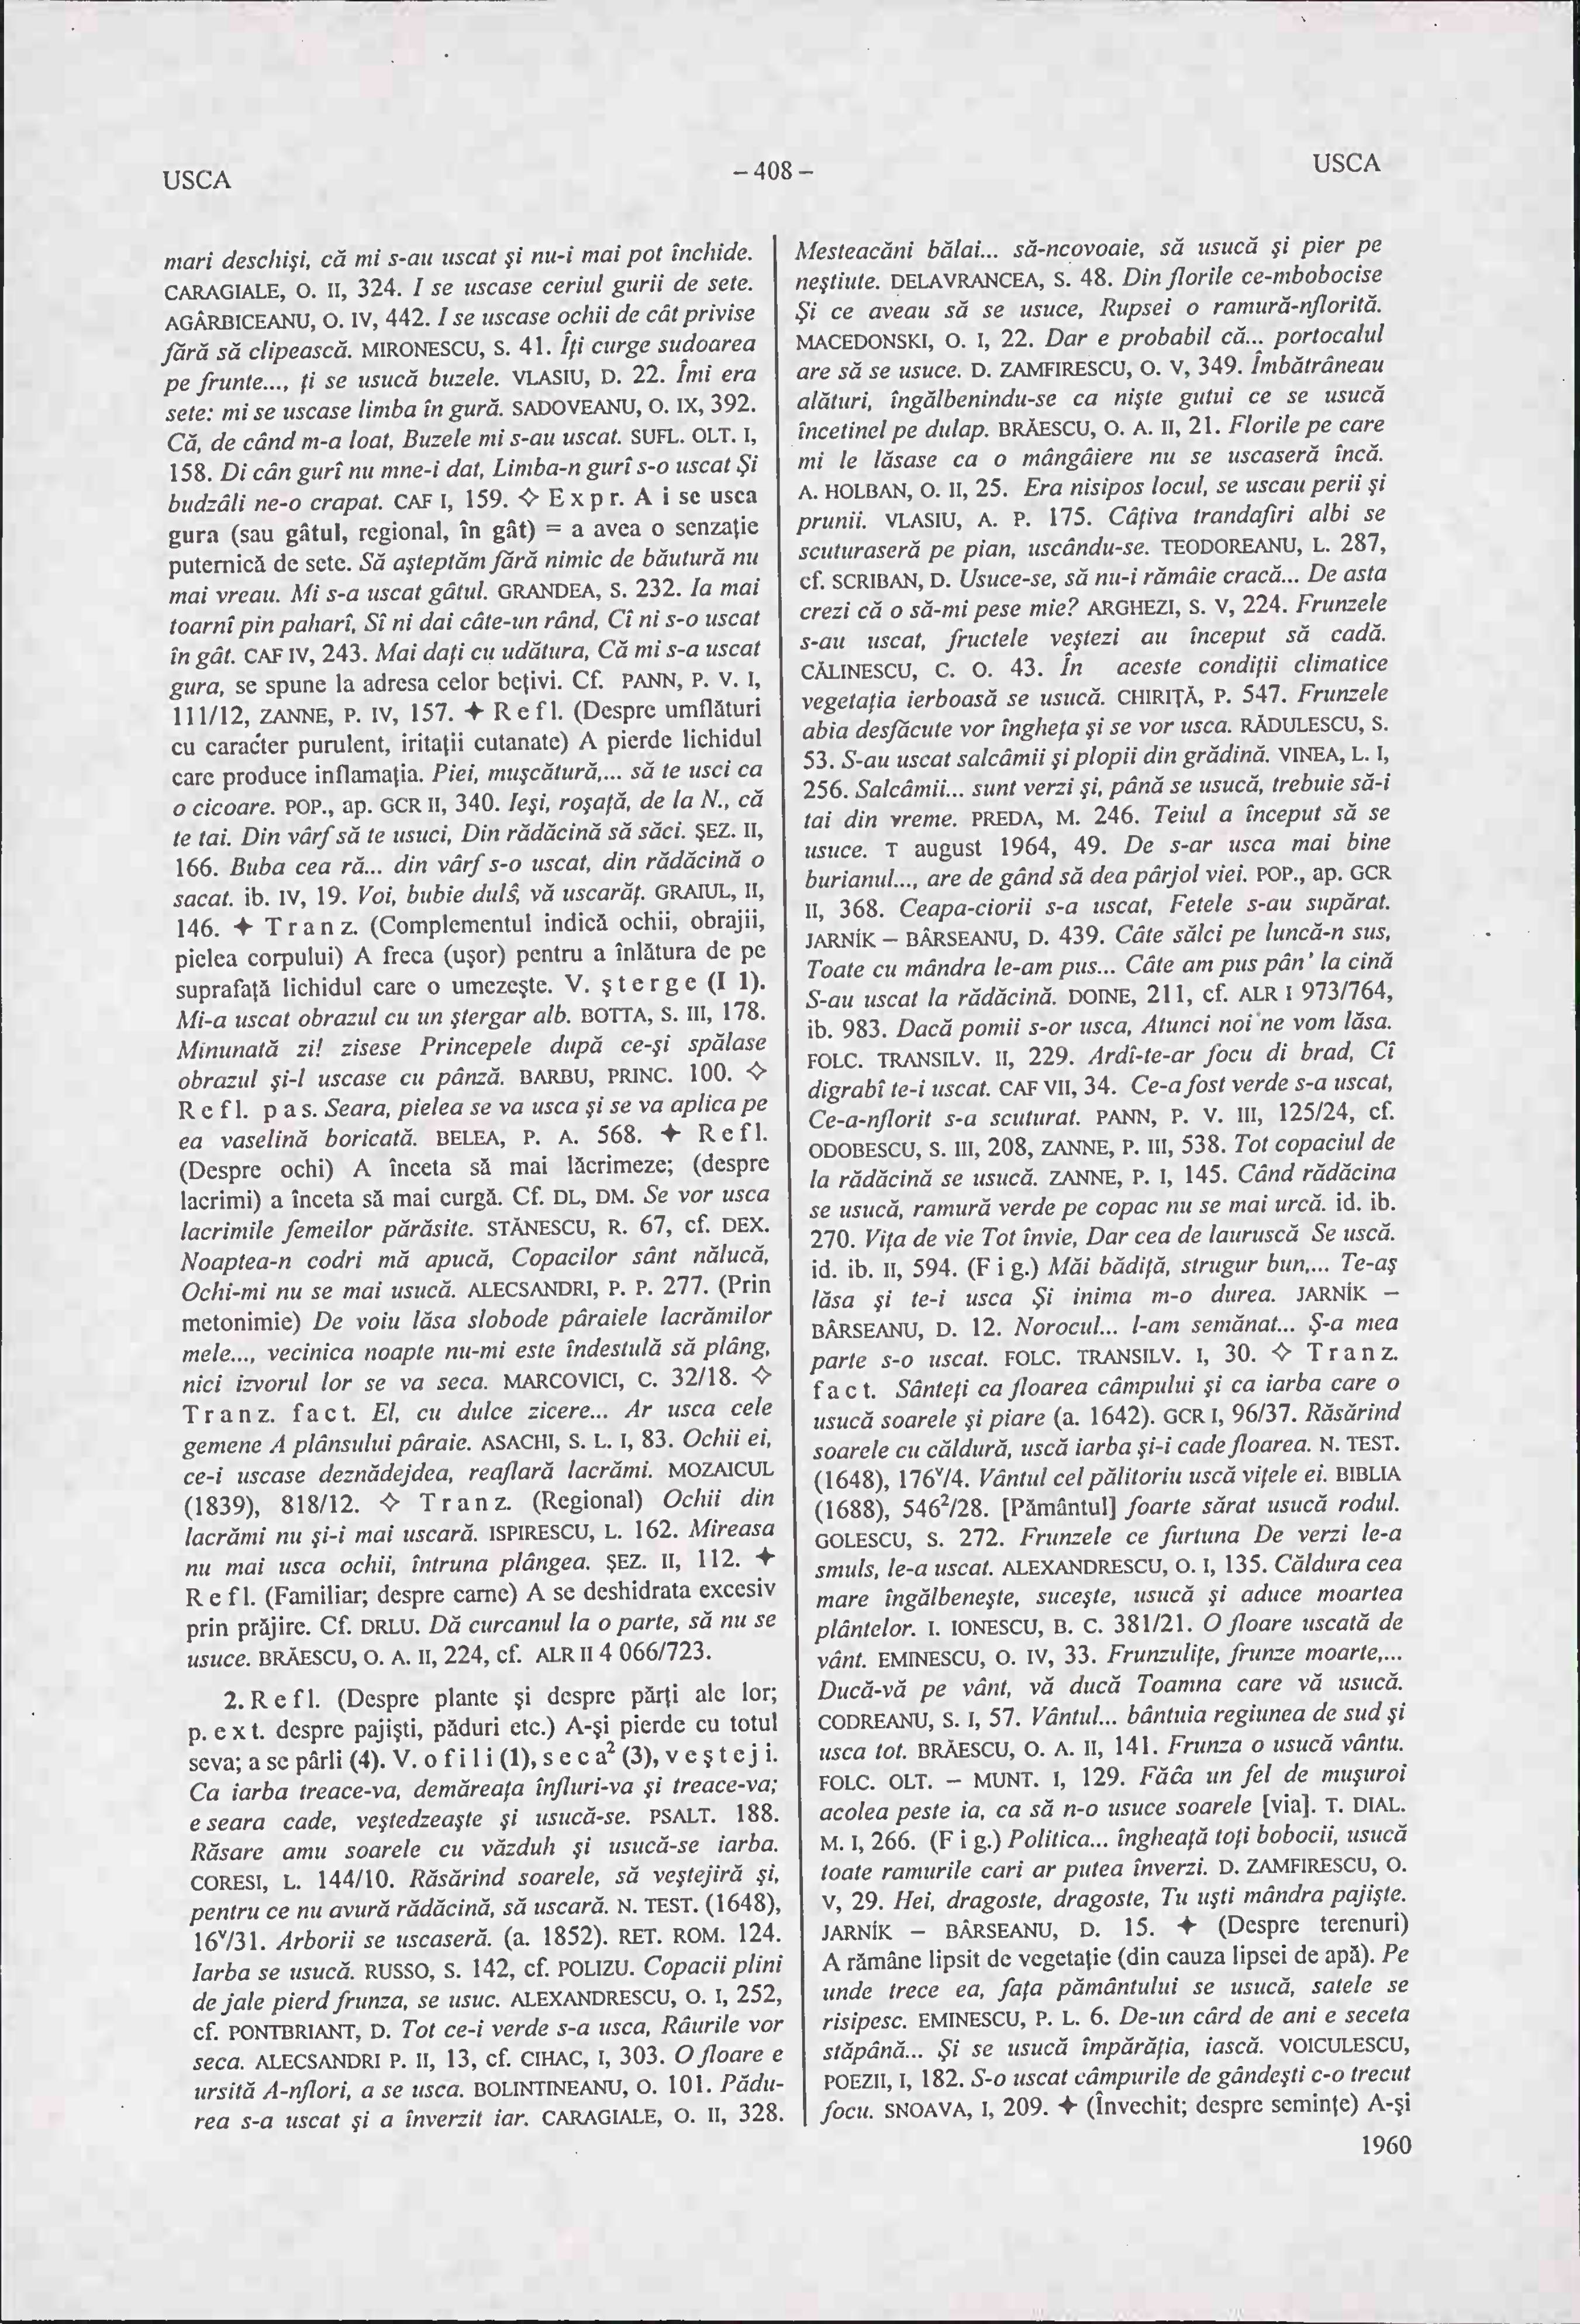 USCA
– 408 –
USCA
mari deschişi, că mi s-au uscat şi nu-i mai pot închide.
CARAGIALE, O. II, 324. I se uscase ceriul gurii de sete.
AGÂRBICEANU, O. IV, 442. I se uscase ochii de cât privise
fără să clipească. MIRONESCU, S. 41. Îţi curge sudoarea
pe frunte..., ţi se usucă buzele. VLASIU, D. 22. Îmi era
sete: mi se uscase limba în gură. SADOVEANU, O. IX, 392.
Că, de când m-a loat, Buzele mi s-au uscat. SUFL. OLT. I,
158. Di cân gurî nu mne-i dat, Limba-n gurî s-o uscat Şi
budzâli ne-o crapat. CAF I, 159. ✧ E x p r. A i se usca
gura (sau gâtul, regional, în gât) = a avea o senzaţie
puternică de sete. Să aşteptăm fără nimic de băutură nu
mai vreau. Mi s-a uscat gâtul. GRANDEA, S. 232. Ia mai
toarnî pin paharî, Sî ni dai câte-un rând, Cî ni s-o uscat
în gât. CAF IV, 243. Mai daţi cu udătura, Că mi s-a uscat
gura, se spune la adresa celor beţivi. Cf. PANN, P. V. I,
111/12, ZANNE, P. IV, 157. ✦ R e f l. (Despre umflături
cu caracter purulent, iritaţii cutanate) A pierde lichidul
care produce inflamaţia. Piei, muşcătură,... să te usci ca
o cicoare. POP., ap. GCR II, 340. Ieşi, roşaţă, de la N., că
te tai. Din vârf să te usuci, Din rădăcină să săci. ŞEZ. II,
166. Buba cea ră... din vârf s-o uscat, din rădăcină o
sacat. ib. IV, 19. Voi, bubie dulŝ, vă uscarăţ. GRAIUL, II,
146. ✦ T r a n z. (Complementul indică ochii, obrajii,
pielea corpului) A freca (uşor) pentru a înlătura de pe
suprafaţă lichidul care o umezeşte. V. ş t e r g e (I 1).
Mi-a uscat obrazul cu un ştergar alb. BOTTA, S. III, 178.
Minunată zi! zisese Princepele după ce-şi spălase
obrazul şi-l uscase cu pânză. BARBU, PRINC. 100. ✧
R e f l. p a s. Seara, pielea se va usca şi se va aplica pe
ea vaselină boricată. BELEA, P. A. 568. ✦ R e f l.
(Despre ochi) A înceta să mai lăcrimeze; (despre
lacrimi) a înceta să mai curgă. Cf. DL, DM. Se vor usca
lacrimile femeilor părăsite. STĂNESCU, R. 67, cf. DEX.
Noaptea-n codri mă apucă, Copacilor sânt nălucă,
Ochi-mi nu se mai usucă. ALECSANDRI, P. P. 277. (Prin
metonimie) De voiu lăsa slobode pâraiele lacrămilor
mele..., vecinica noapte nu-mi este îndestulă să plâng,
nici izvorul lor se va seca. MARCOVICI, C. 32/18. ✧
T r a n z. f a c t. El, cu dulce zicere... Ar usca cele
gemene A plânsului pâraie. ASACHI, S. L. I, 83. Ochii ei,
ce-i uscase deznădejdea, reaflară lacrămi. MOZAICUL
(1839), 818/12. ✧ T r a n z. (Regional) Ochii din
lacrămi nu şi-i mai uscară. ISPIRESCU, L. 162. Mireasa
nu mai usca ochii, întruna plângea. ŞEZ. II, 112. ✦
R e f l. (Familiar; despre carne) A se deshidrata excesiv
prin prăjire. Cf. DRLU. Dă curcanul la o parte, să nu se
usuce. BRĂESCU, O. A. II, 224, cf. ALR II 4 066/723.
2. R e f l. (Despre plante şi despre părţi ale lor;
p. e x t. despre pajişti, păduri etc.) A-şi pierde cu totul
seva; a se pârli (4). V. o f i l i (1), s e c a² (3), v e ş t e j i.
Ca iarba treace-va, demăreaţa înfluri-va şi treace-va;
e seara cade, veştedzeaşte şi usucă-se. PSALT. 188.
Răsare amu soarele cu văzduh şi usucă-se iarba.
CORESI, L. 144/10. Răsărind soarele, să veştejiră şi,
pentru ce nu avură rădăcină, să uscară. N. TEST. (1648),
16ᵛ/31. Arborii se uscaseră. (a. 1852). RET. ROM. 124.
Iarba se usucă. RUSSO, S. 142, cf. POLIZU. Copacii plini
de jale pierd frunza, se usuc. ALEXANDRESCU, O. I, 252,
cf. PONTBRIANT, D. Tot ce-i verde s-a usca, Râurile vor
seca. ALECSANDRI P. II, 13, cf. CIHAC, I, 303. O floare e
ursită A-nflori, a se usca. BOLINTINEANU, O. 101. Pădu-
rea s-a uscat şi a înverzit iar. CARAGIALE, O. II, 328.
Mesteacăni bălai... să-ncovoaie, să usucă şi pier pe
neştiute. DELAVRANCEA, S. 48. Din florile ce-mbobocise
Şi ce aveau să se usuce, Rupsei o ramură-nflorită.
MACEDONSKI, O. I, 22. Dar e probabil că... portocalul
are să se usuce. D. ZAMFIRESCU, O. V, 349. Îmbătrâneau
alături, îngălbenindu-se ca nişte gutui ce se usucă
încetinel pe dulap. BRĂESCU, O. A. II, 21. Florile pe care
mi le lăsase ca o mângâiere nu se uscaseră încă.
A. HOLBAN, O. II, 25. Era nisipos locul, se uscau perii şi
prunii. VLASIU, A. P. 175. Câţiva trandafiri albi se
scuturaseră pe pian, uscându-se. TEODOREANU, L. 287,
cf. SCRIBAN, D. Usuce-se, să nu-i rămâie cracă... De asta
crezi că o să-mi pese mie? ARGHEZI, S. V, 224. Frunzele
s-au uscat, fructele veştezi au început să cadă.
CĂLINESCU, C. O. 43. În aceste condiţii climatice
vegetaţia ierboasă se usucă. CHIRIŢĂ, P. 547. Frunzele
abia desfăcute vor îngheţa şi se vor usca. RĂDULESCU, S.
53. S-au uscat salcâmii şi plopii din grădină. VINEA, L. I,
256. Salcâmii... sunt verzi şi, până se usucă, trebuie să-i
tai din vreme. PREDA, M. 246. Teiul a început să se
usuce. T august 1964, 49. De s-ar usca mai bine
burianul..., are de gând să dea pârjol viei. POP., ap. GCR
II, 368. Ceapa-ciorii s-a uscat, Fetele s-au supărat.
JARNÍK – BÂRSEANU, D. 439. Câte sălci pe luncă-n sus,
Toate cu mândra le-am pus... Câte am pus pân' la cină
S-au uscat la rădăcină. DOINE, 211, cf. ALR I 973/764,
ib. 983. Dacă pomii s-or usca, Atunci noi ne vom lăsa.
FOLC. TRANSILV. II, 229. Ardî-te-ar focu di brad, Cî
digrabî te-i uscat. CAF VII, 34. Ce-a fost verde s-a uscat,
Ce-a-nflorit s-a scuturat. PANN, P. V. III, 125/24, cf.
ODOBESCU, S. III, 208, ZANNE, P. III, 538. Tot copaciul de
la rădăcină se usucă. ZANNE, P. I, 145. Când rădăcina
se usucă, ramură verde pe copac nu se mai urcă. id. ib.
270. Viţa de vie Tot învie, Dar cea de lauruscă Se uscă.
id. ib. II, 594. (F i g.) Măi bădiţă, strugur bun,... Te-aş
lăsa şi te-i usca Şi inima m-o durea. JARNÍK –
BÂRSEANU, D. 12. Norocul... l-am semănat... Ş-a mea
parte s-o uscat. FOLC. TRANSILV. I, 30. ✧ T r a n z.
f a c t. Sânteţi ca floarea câmpului şi ca iarba care o
usucă soarele şi piare (a. 1642). GCR I, 96/37. Răsărind
soarele cu căldură, uscă iarba şi-i cade floarea. N. TEST.
(1648), 176ᵛ/4. Vântul cel pălitoriu uscă viţele ei. BIBLIA
(1688), 546²/28. [Pământul] foarte sărat usucă rodul.
GOLESCU, S. 272. Frunzele ce furtuna De verzi le-a
smuls, le-a uscat. ALEXANDRESCU, O. I, 135. Căldura cea
mare îngălbeneşte, suceşte, usucă şi aduce moartea
plântelor. I. IONESCU, B. C. 381/21. O floare uscată de
vânt. EMINESCU, O. IV, 33. Frunzuliţe, frunze moarte,...
Ducă-vă pe vânt, vă ducă Toamna care vă usucă.
CODREANU, S. I, 57. Vântul... bântuia regiunea de sud şi
usca tot. BRĂESCU, O. A. II, 141. Frunza o usucă vântu.
FOLC. OLT. – MUNT. I, 129. Făĉa un fel de muşuroi
acolea peste ia, ca să n-o usuce soarele [via]. T. DIAL.
M. I, 266. (F i g.) Politica... îngheaţă toţi bobocii, usucă
toate ramurile cari ar putea înverzi. D. ZAMFIRESCU, O.
V, 29. Hei, dragoste, dragoste, Tu uşti mândra pajişte.
JARNÍK – BÂRSEANU, D. 15. ✦ (Despre terenuri)
A rămâne lipsit de vegetaţie (din cauza lipsei de apă). Pe
unde trece ea, faţa pământului se usucă, satele se
risipesc. EMINESCU, P. L. 6. De-un cârd de ani e seceta
stăpână... Şi se usucă împărăţia, iască. VOICULESCU,
POEZII, I, 182. S-o uscat câmpurile de gândeşti c-o trecut
focu. SNOAVA, I, 209. ✦ (Învechit; despre seminţe) A-şi
1960